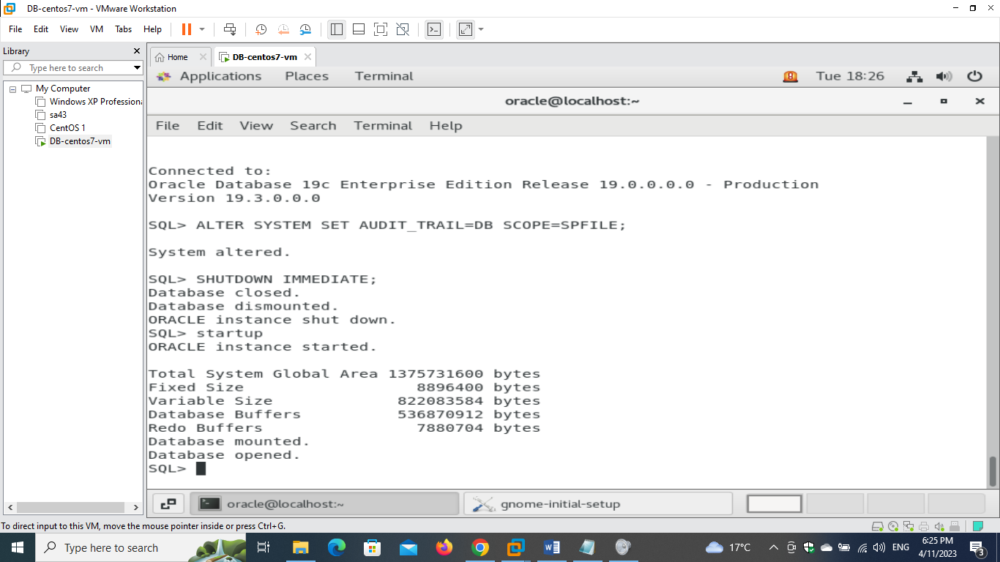 DB-centos7-vm - VMware Workstation
File Edit View VM Tabs Help
Library
Type here to search
My Computer
Windows XP Professiona
sa43
CentOS 1
DB-centos7-vm
Home DB-centos7-vm
Applications Places Terminal Tue 18:26
oracle@localhost:~
File Edit View Search Terminal Help
Connected to:
Oracle Database 19c Enterprise Edition Release 19.0.0.0.0 - Production
Version 19.3.0.0.0
SQL> ALTER SYSTEM SET AUDIT_TRAIL=DB SCOPE=SPFILE;
System altered.
SQL> SHUTDOWN IMMEDIATE;
Database closed.
Database dismounted.
ORACLE instance shut down.
SQL> startup
ORACLE instance started.
Total System Global Area 1375731600 bytes
Fixed Size 8896400 bytes
Variable Size 822083584 bytes
Database Buffers 536870912 bytes
Redo Buffers 7880704 bytes
Database mounted.
Database opened.
SQL>
oracle@localhost:~ gnome-initial-setup
To direct input to this VM, move the mouse pointer inside or press Ctrl+G.
Type here to search 17°C ENG 6:25 PM
4/11/2023 3